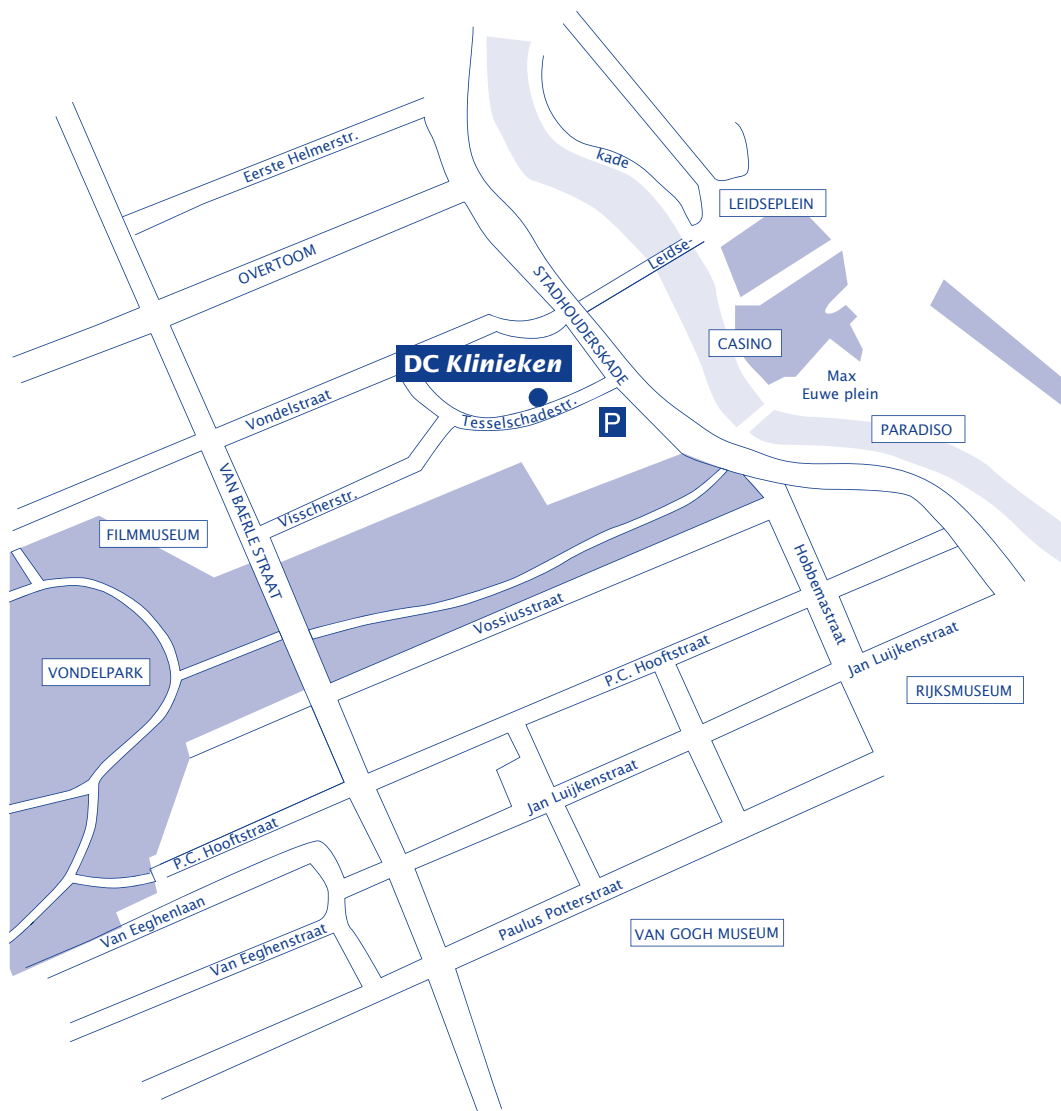 Eerste Helmerstr.
kade
LEIDSEPLEIN
OVERTOOM
Leidse-
STADHOUDERSKADE
CASINO
DC Klinieken
Max
Euwe plein
Vondelstraat
Tesselschadestr.
P
PARADISO
VAN BAERLE STRAAT
Visscherstr.
FILMMUSEUM
Hobbemastraat
Vossiusstraat
Jan Luijkenstraat
P.C. Hooftstraat
VONDELPARK
RIJKSMUSEUM
Jan Luijkenstraat
P.C. Hooftstraat
Paulus Potterstraat
Van Eeghenlaan
VAN GOGH MUSEUM
Van Eeghenstraat